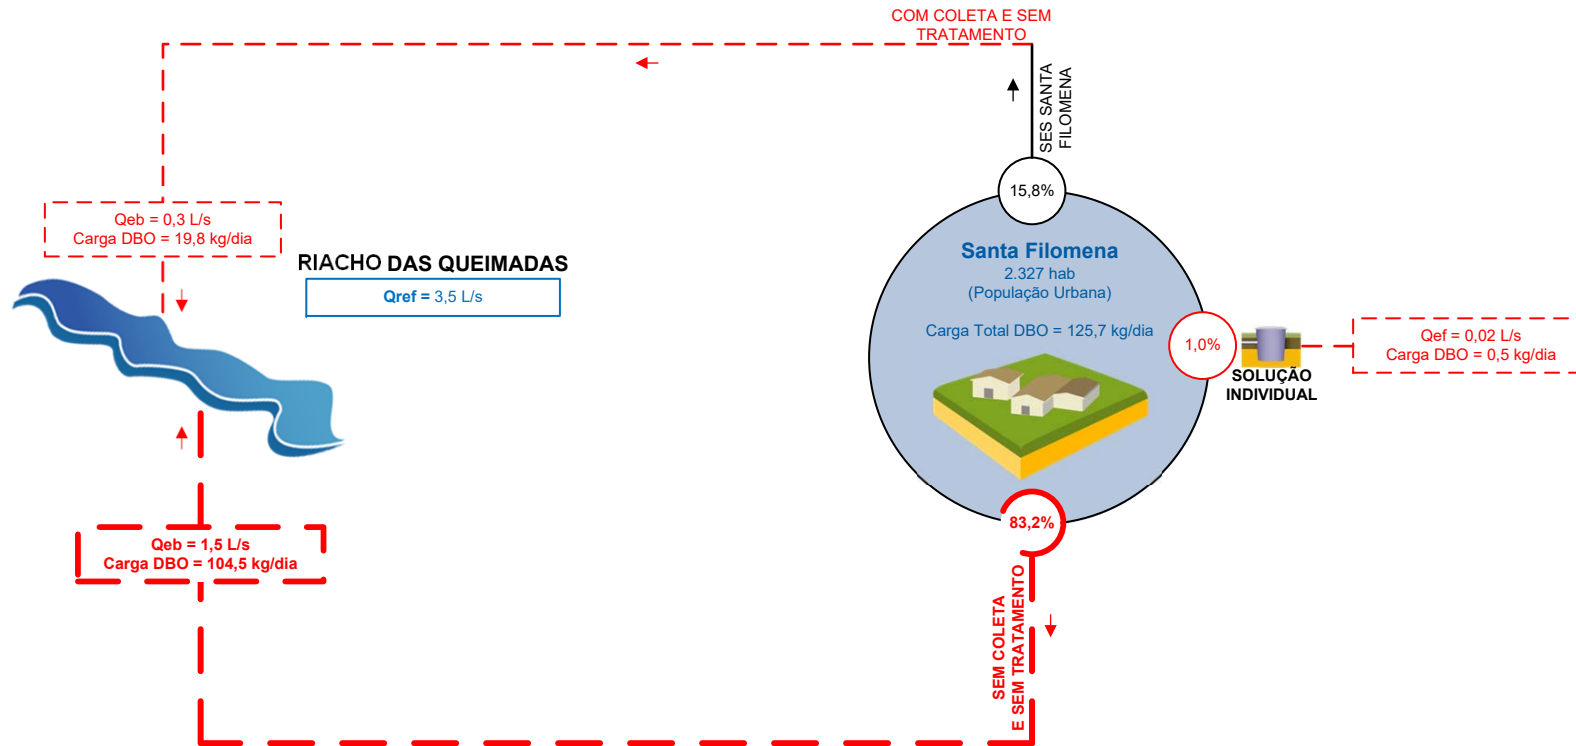 COM COLETA E SEM
TRATAMENTO
SES SANTA
FILOMENA
15,8%
Qeb = 0,3 L/s
Carga DBO = 19,8 kg/dia
RIACHO DAS QUEIMADAS
Qref = 3,5 L/s
Santa Filomena
2.327 hab
(População Urbana)
Carga Total DBO = 125,7 kg/dia
1,0%
SOLUÇÃO
INDIVIDUAL
Qef = 0,02 L/s
Carga DBO = 0,5 kg/dia
83,2%
Qeb = 1,5 L/s
Carga DBO = 104,5 kg/dia
SEM COLETA
E SEM TRATAMENTO